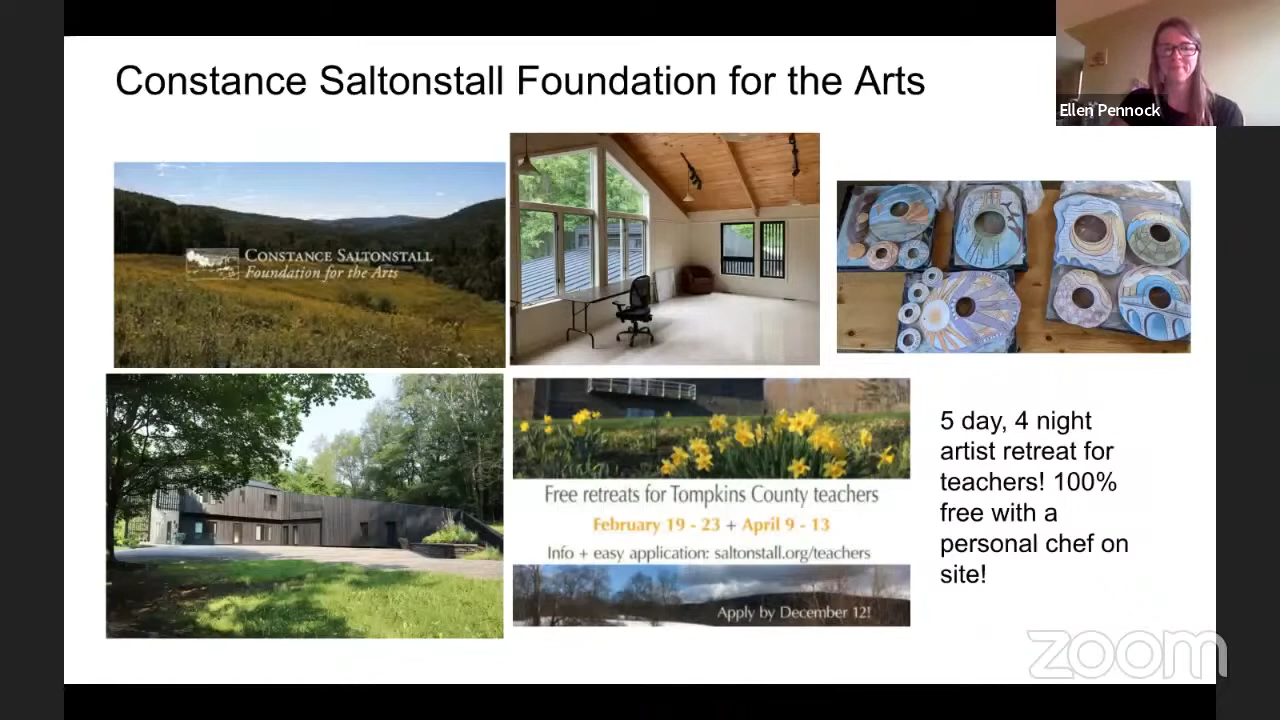 Constance Saltonstall Foundation for the Arts
Ellen Pennock
CONSTANCE SALTONSTALL
Foundation for the Arts
Free retreats for Tompkins County teachers
February 19 - 23 + April 9 - 13
Info + easy application: saltonstall.org/teachers
Apply by December 12!
5 day, 4 night
artist retreat for
teachers! 100%
free with a
personal chef on
site!
zoom